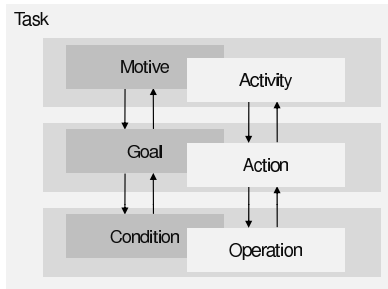 Task
Motive
Activity
Goal
Action
Condition
Operation